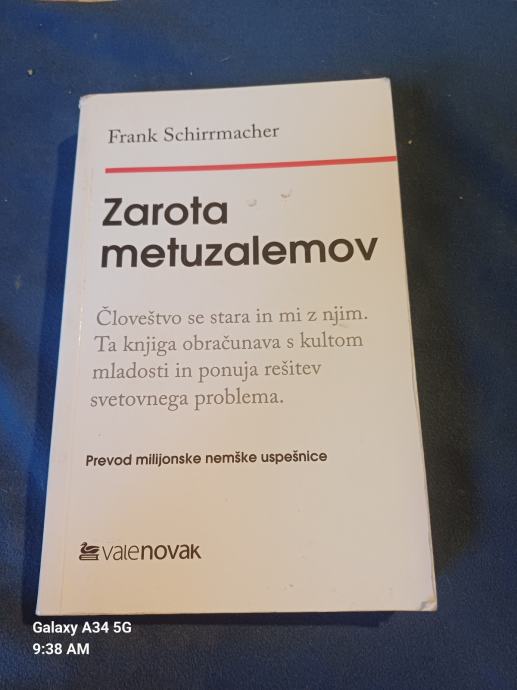 Frank Schirrmacher
Zarota
metuzalemov
Človeštvo se stara in mi z njim.
Ta knjiga obračunava s kultom
mladosti in ponuja rešitev
svetovnega problema.
Prevod milijonske nemške uspešnice
valenovak
Galaxy A34 5G
9:38 AM